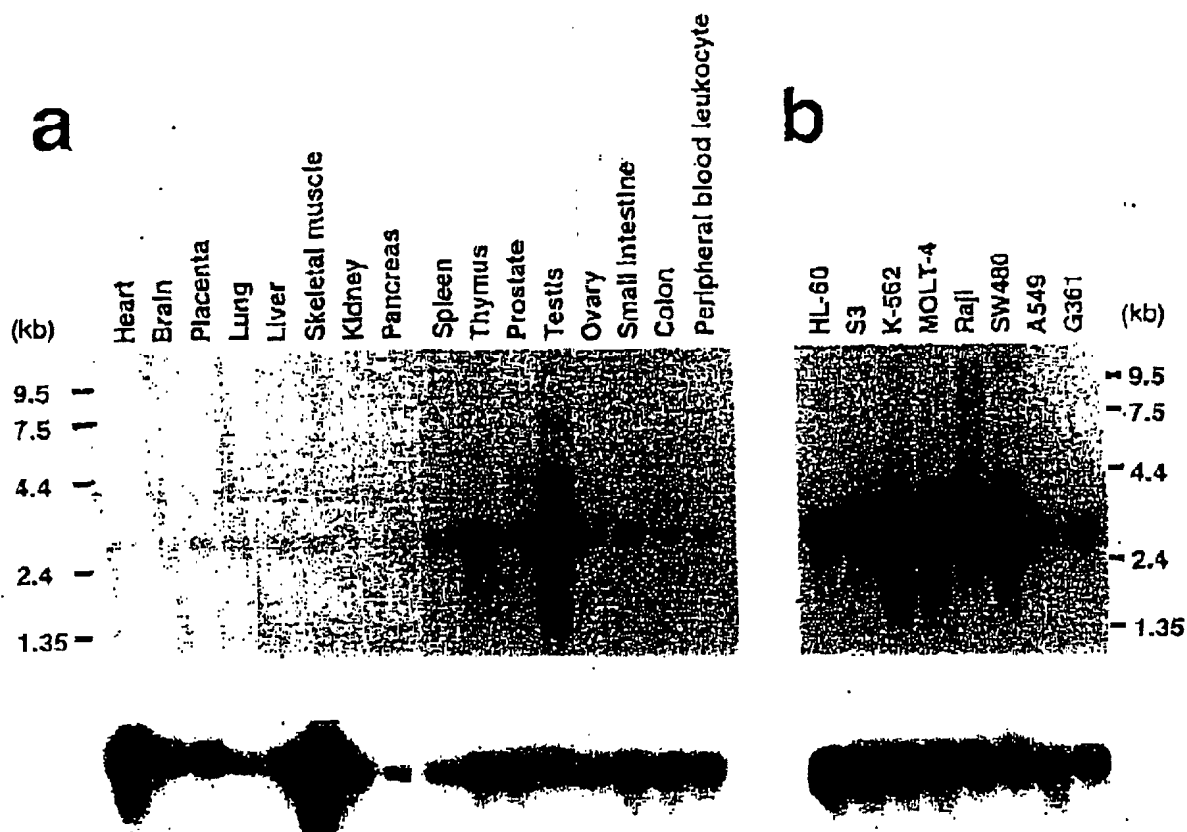 a
(kb)
Heart
Brain
Placenta
Lung
Liver
Skeletal muscle
Kidney
Pancreas
Spleen
Thymus
Prostate
Testis
Ovary
Small intestine
Colon
Peripheral blood leukocyte
9.5
7.5
4.4
2.4
1.35
b
HL-60
S3
K-562
MOLT-4
Raji
SW480
A549
G361
(kb)
9.5
7.5
4.4
2.4
1.35